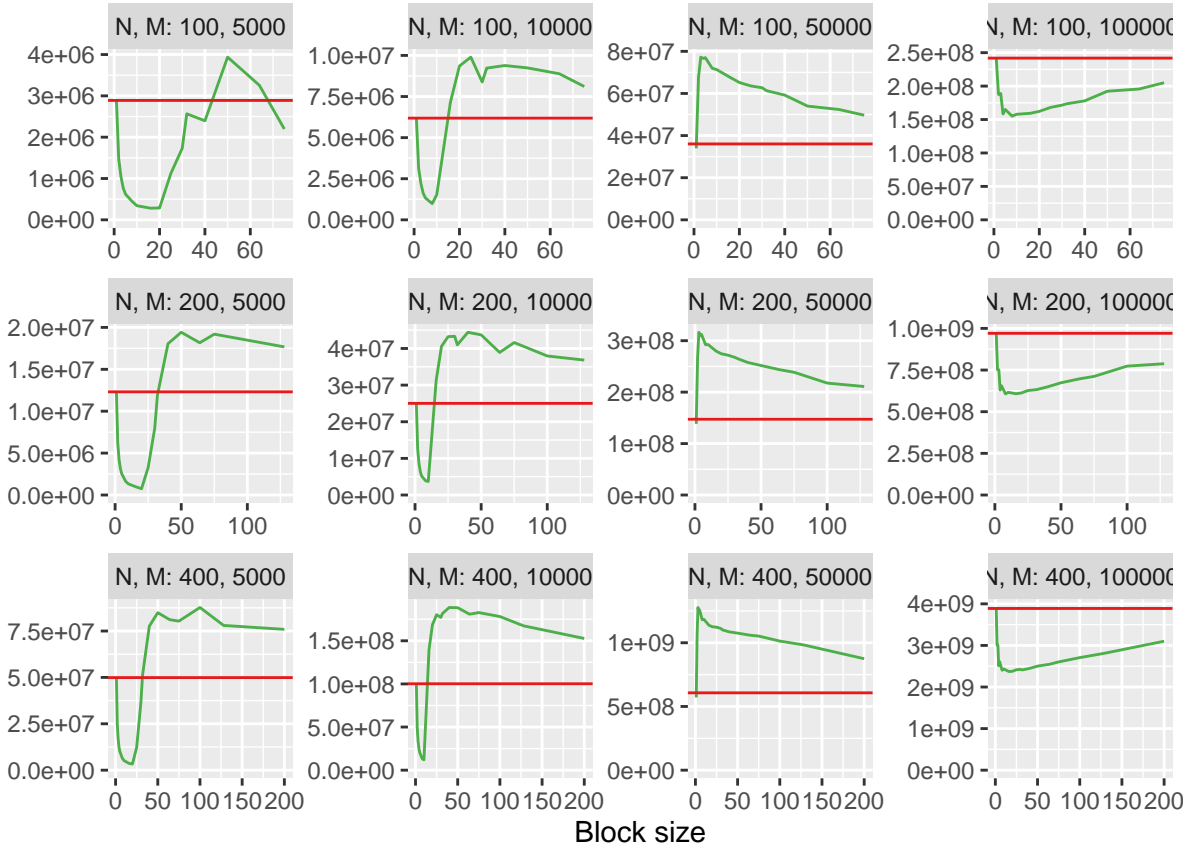 N, M: 100, 5000
4e+06
3e+06
2e+06
1e+06
0e+00
0 20 40 60
N, M: 100, 10000
1.0e+07
7.5e+06
5.0e+06
2.5e+06
0.0e+00
0 20 40 60
N, M: 100, 50000
8e+07
6e+07
4e+07
2e+07
0e+00
0 20 40 60
N, M: 100, 100000
2.5e+08
2.0e+08
1.5e+08
1.0e+08
5.0e+07
0.0e+00
0 20 40 60
N, M: 200, 5000
2.0e+07
1.5e+07
1.0e+07
5.0e+06
0.0e+00
0 50 100
N, M: 200, 10000
4e+07
3e+07
2e+07
1e+07
0e+00
0 50 100
N, M: 200, 50000
3e+08
2e+08
1e+08
0e+00
0 50 100
N, M: 200, 100000
1.0e+09
7.5e+08
5.0e+08
2.5e+08
0.0e+00
0 50 100
N, M: 400, 5000
7.5e+07
5.0e+07
2.5e+07
0.0e+00
0 50 100 150 200
N, M: 400, 10000
1.5e+08
1.0e+08
5.0e+07
0.0e+00
0 50 100 150 200
N, M: 400, 50000
1e+09
5e+08
0e+00
0 50 100 150 200
N, M: 400, 100000
4e+09
3e+09
2e+09
1e+09
0e+00
0 50 100 150 200
Block size